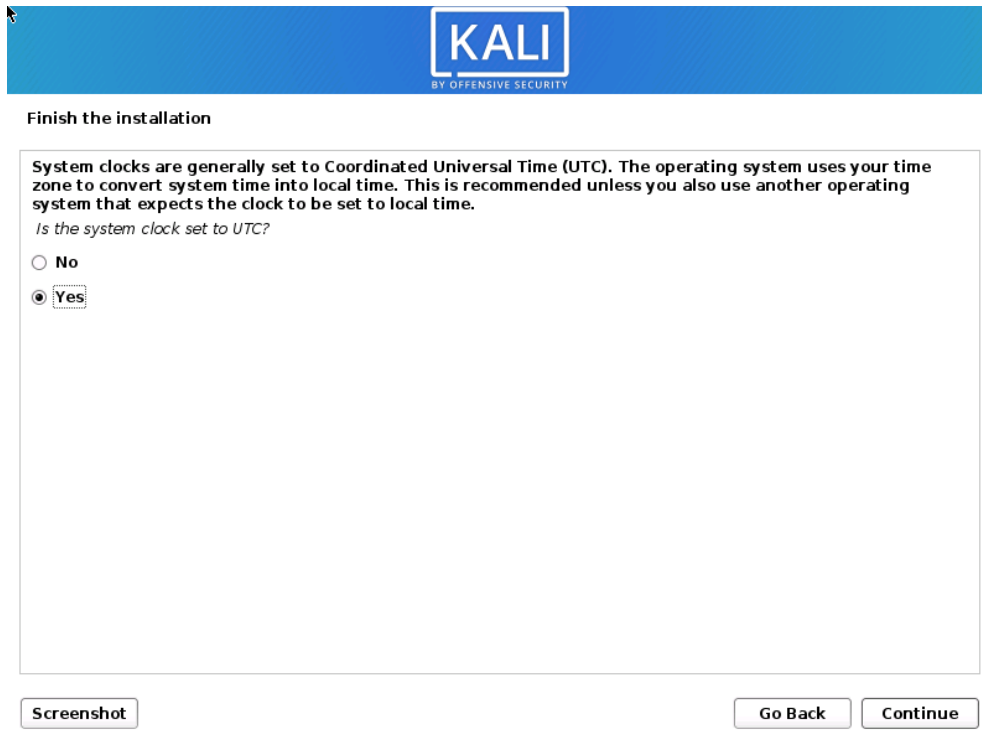 KALI
BY OFFENSIVE SECURITY
Finish the installation
System clocks are generally set to Coordinated Universal Time (UTC). The operating system uses your time
zone to convert system time into local time. This is recommended unless you also use another operating
system that expects the clock to be set to local time.
Is the system clock set to UTC?
No
Yes
Screenshot
Go Back
Continue